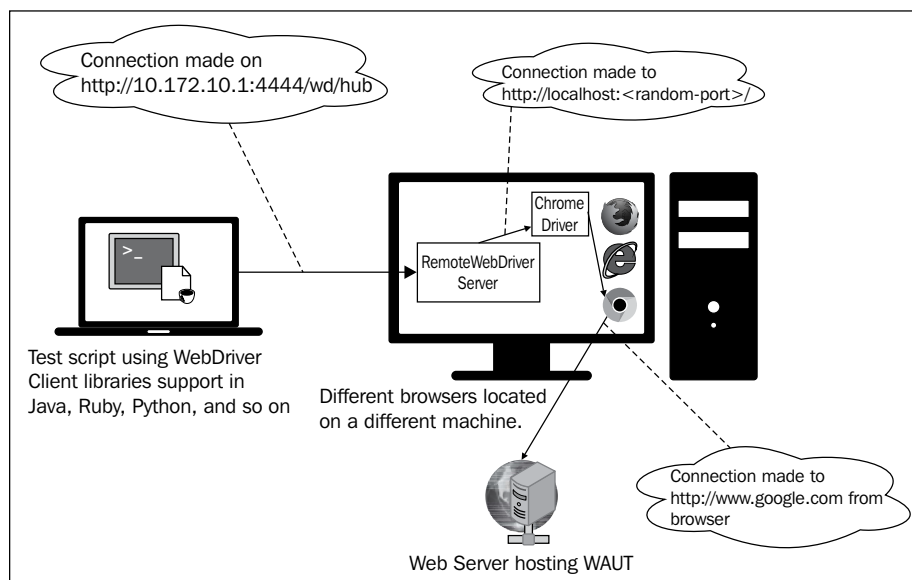 Connection made on
http://10.172.10.1:4444/wd/hub
Connection made to
http://localhost:<random-port>/
Chrome
Driver
RemoteWebDriver
Server
>_
Test script using WebDriver
Client libraries support in
Java, Ruby, Python, and so on
Different browsers located
on a different machine.
Connection made to
http://www.google.com from
browser
Web Server hosting WAUT